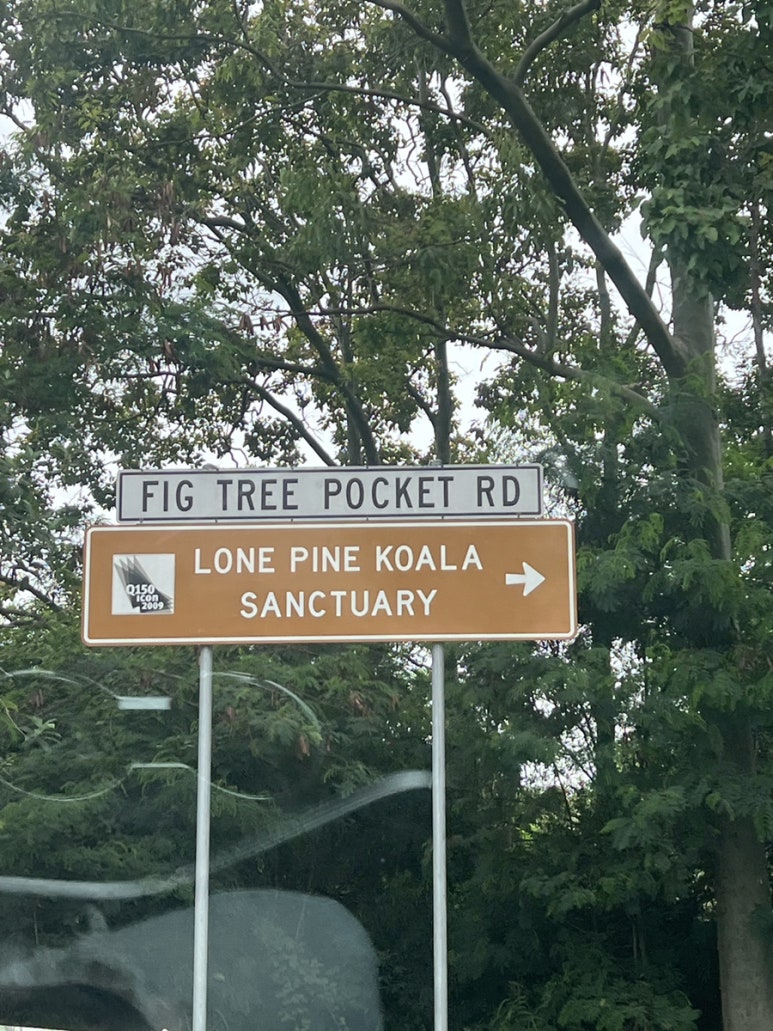 FIG TREE POCKET RD
LONE PINE KOALA
SANCTUARY
Q150
icon
2009